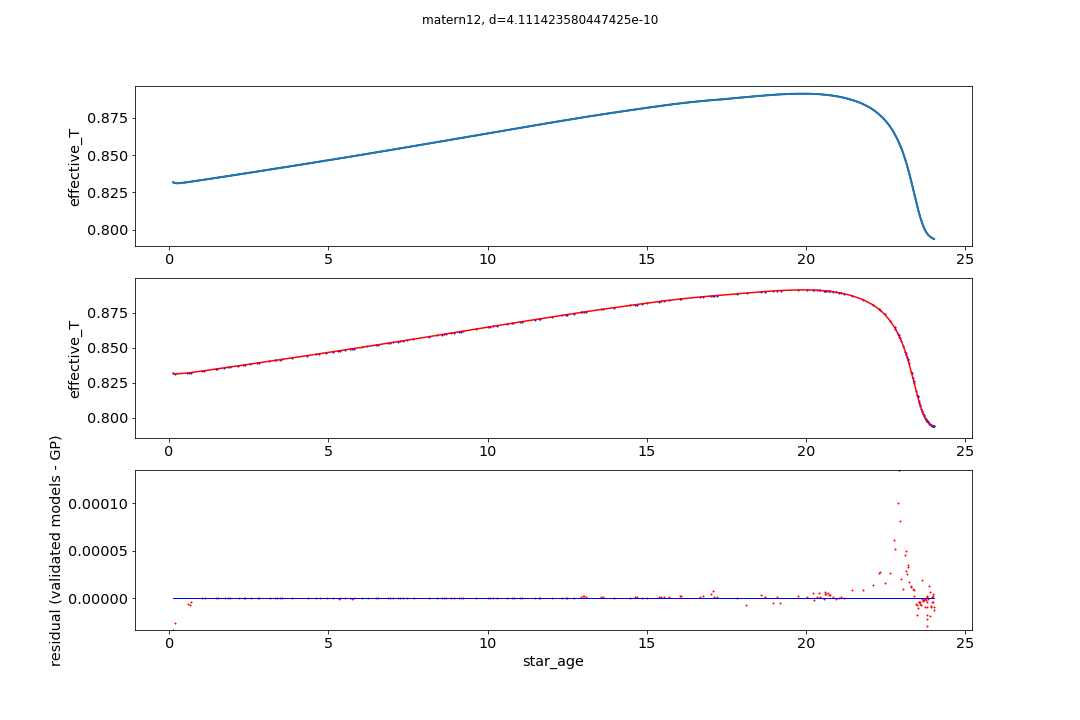 matern12, d=4.111423580447425e-10
effective_T
0.875
0.850
0.825
0.800
0 5 10 15 20 25
effective_T
0.875
0.850
0.825
0.800
0 5 10 15 20 25
residual (validated models - GP)
0.00010
0.00005
0.00000
0 5 10 15 20 25
star_age